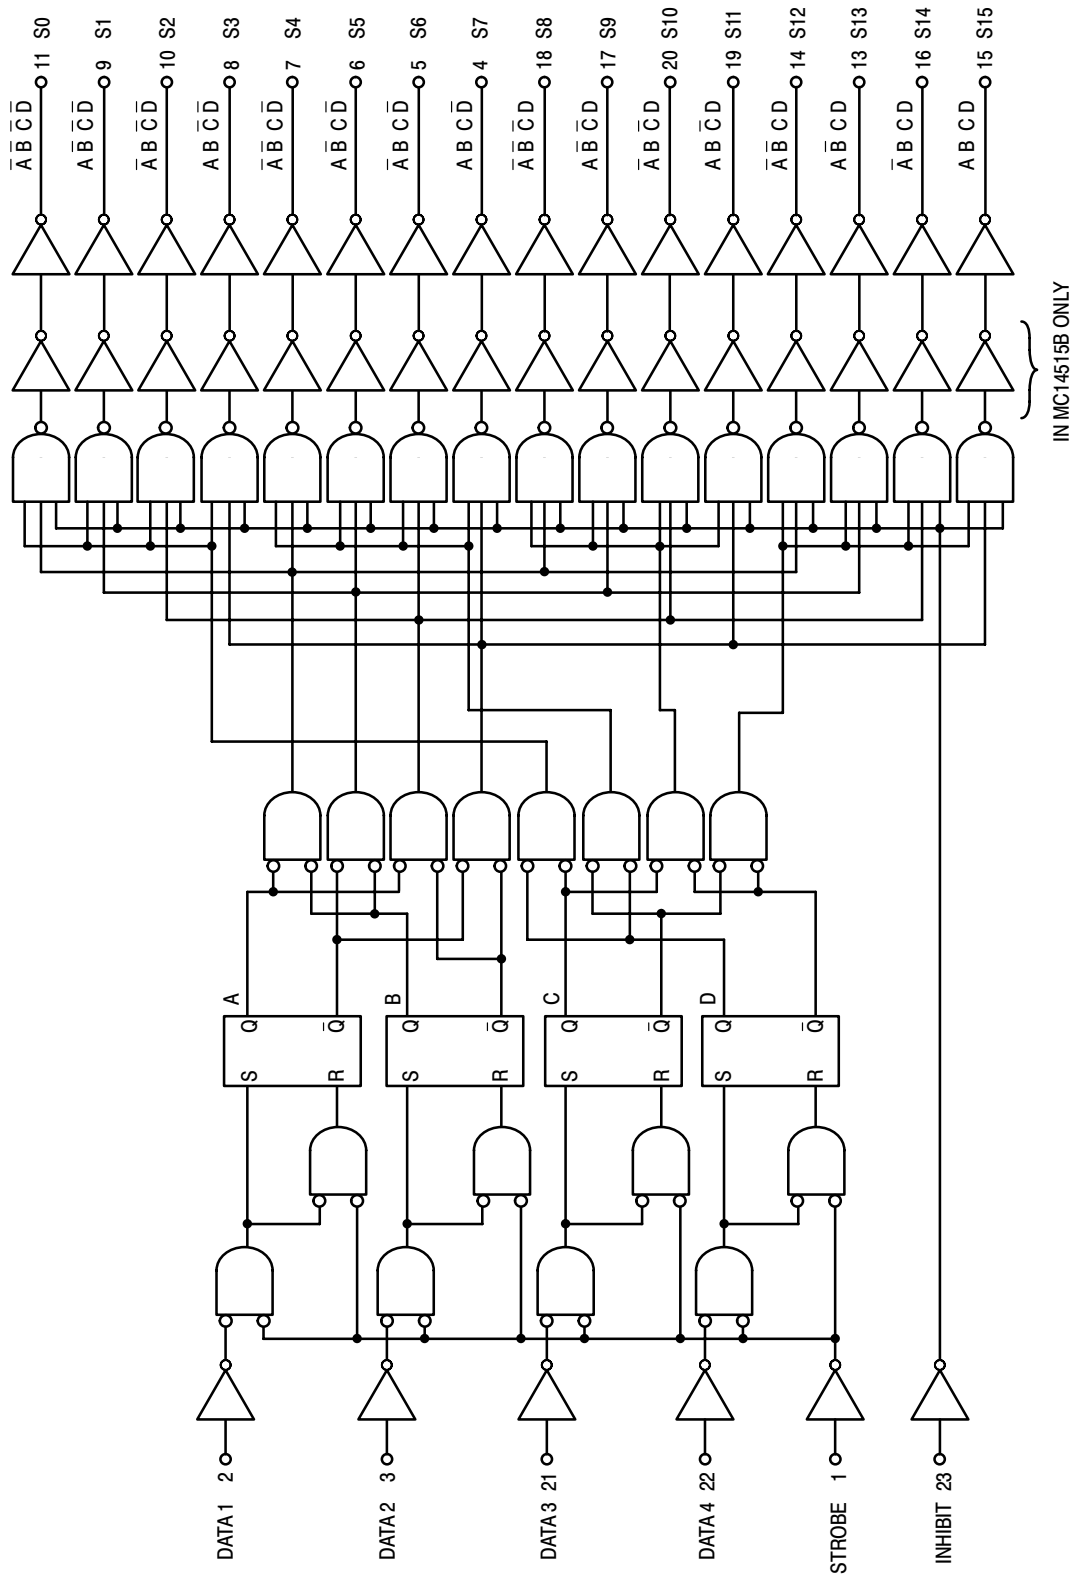 DATA 1 2
DATA 2 3
DATA 3 21
DATA 4 22
STROBE 1
INHIBIT 23
S Q A
R Q̅
S Q B
R Q̅
S Q C
R Q̅
S Q D
R Q̅
A̅ B̅ C̅ D̅ 11 S0
A B̅ C̅ D̅ 9 S1
A̅ B C̅ D̅ 10 S2
A B C̅ D̅ 8 S3
A̅ B̅ C D̅ 7 S4
A B̅ C D̅ 6 S5
A̅ B C D̅ 5 S6
A B C D̅ 4 S7
A̅ B̅ C̅ D 18 S8
A B̅ C̅ D 17 S9
A̅ B C̅ D 20 S10
A B C̅ D 19 S11
A̅ B̅ C D 14 S12
A B̅ C D 13 S13
A̅ B C D 16 S14
A B C D 15 S15
IN MC14515B ONLY